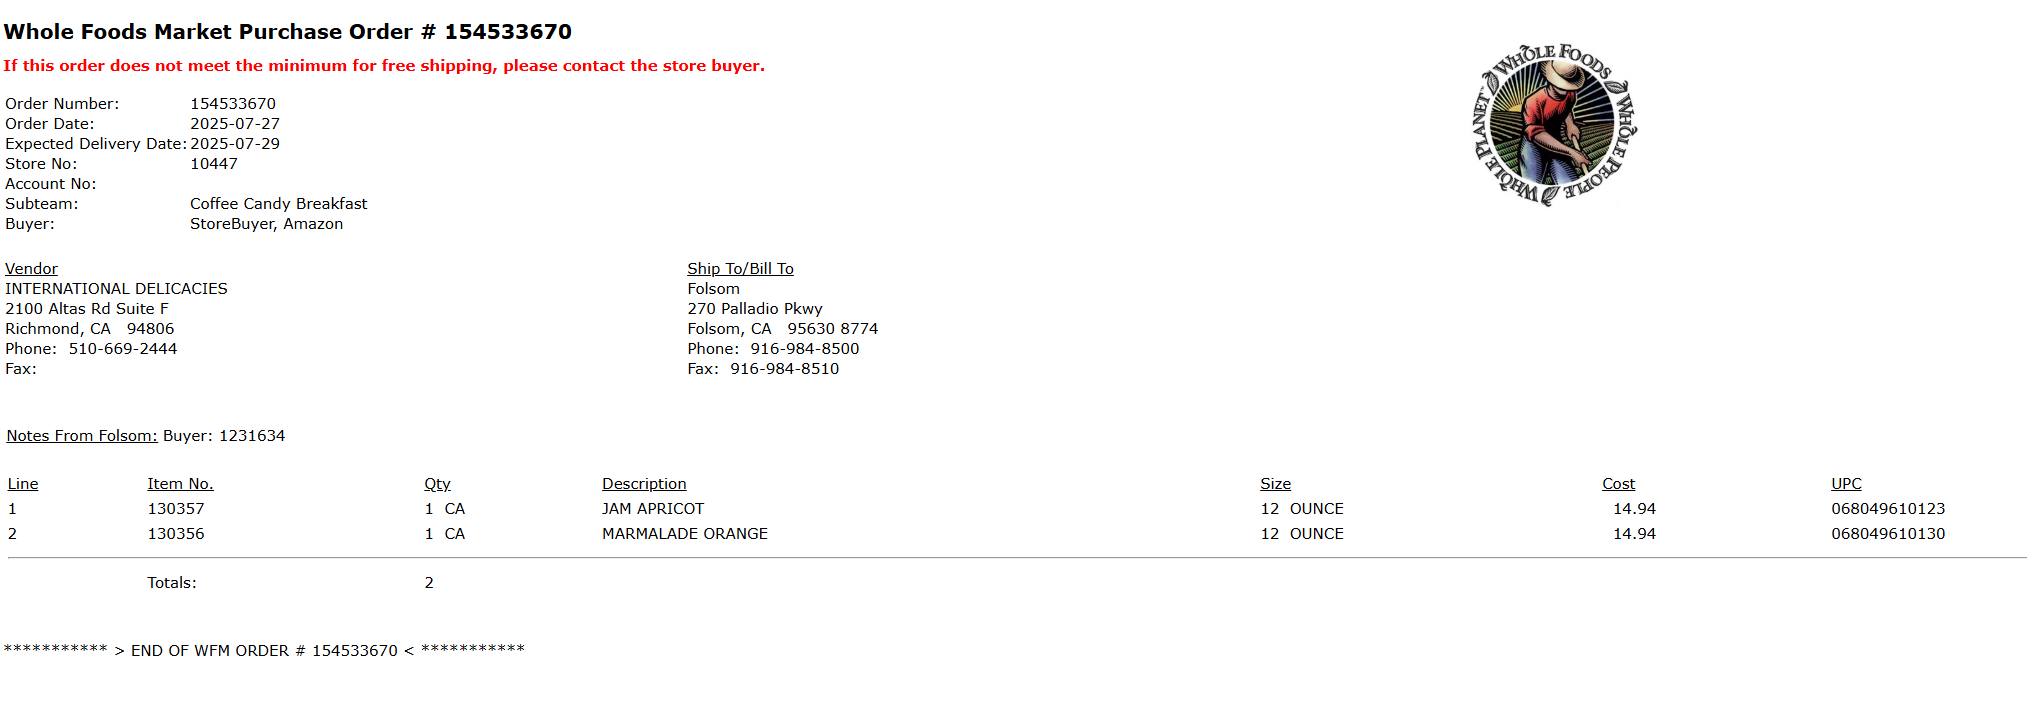 Whole Foods Market Purchase Order # 154533670
If this order does not meet the minimum for free shipping, please contact the store buyer.
WHOLE FOODS WHOLE PEOPLE WHOLE PLANET
Order Number: 154533670
Order Date: 2025-07-27
Expected Delivery Date: 2025-07-29
Store No: 10447
Account No:
Subteam: Coffee Candy Breakfast
Buyer: StoreBuyer, Amazon
Vendor
INTERNATIONAL DELICACIES
2100 Altas Rd Suite F
Richmond, CA 94806
Phone: 510-669-2444
Fax:
Ship To/Bill To
Folsom
270 Palladio Pkwy
Folsom, CA 95630 8774
Phone: 916-984-8500
Fax: 916-984-8510
Notes From Folsom: Buyer: 1231634
Line Item No. Qty Description Size Cost UPC
1 130357 1 CA JAM APRICOT 12 OUNCE 14.94 068049610123
2 130356 1 CA MARMALADE ORANGE 12 OUNCE 14.94 068049610130
Totals: 2
*********** > END OF WFM ORDER # 154533670 < ***********